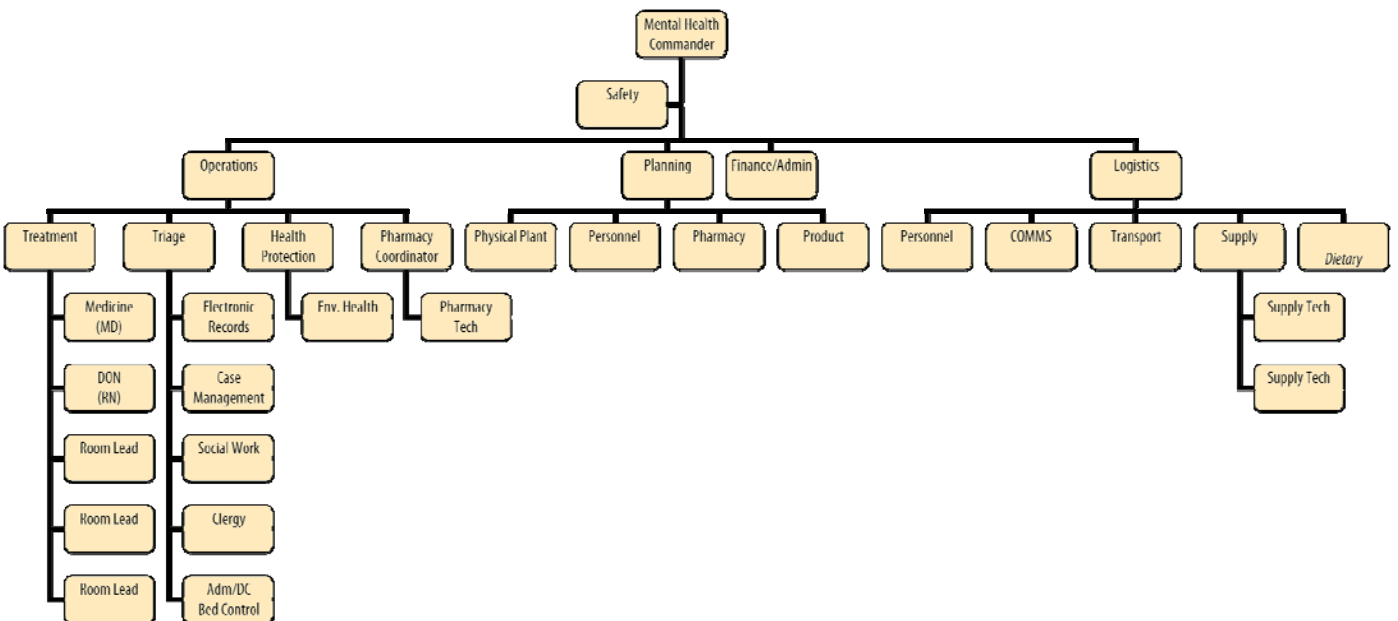 Mental Health
Commander
Safety
Operations
Planning
Finance/Admin
Logistics
Treatment
Triage
Health
Protection
Pharmacy
Coordinator
Physical Plant
Personnel
Pharmacy
Product
Personnel
COMMS
Transport
Supply
Dietary
Medicine
(MD)
Electronic
Records
Env. Health
Pharmacy
Tech
Supply Tech
DON
(RN)
Case
Management
Supply Tech
Room Lead
Social Work
Room Lead
Clergy
Room Lead
Adm/DC
Bed Control